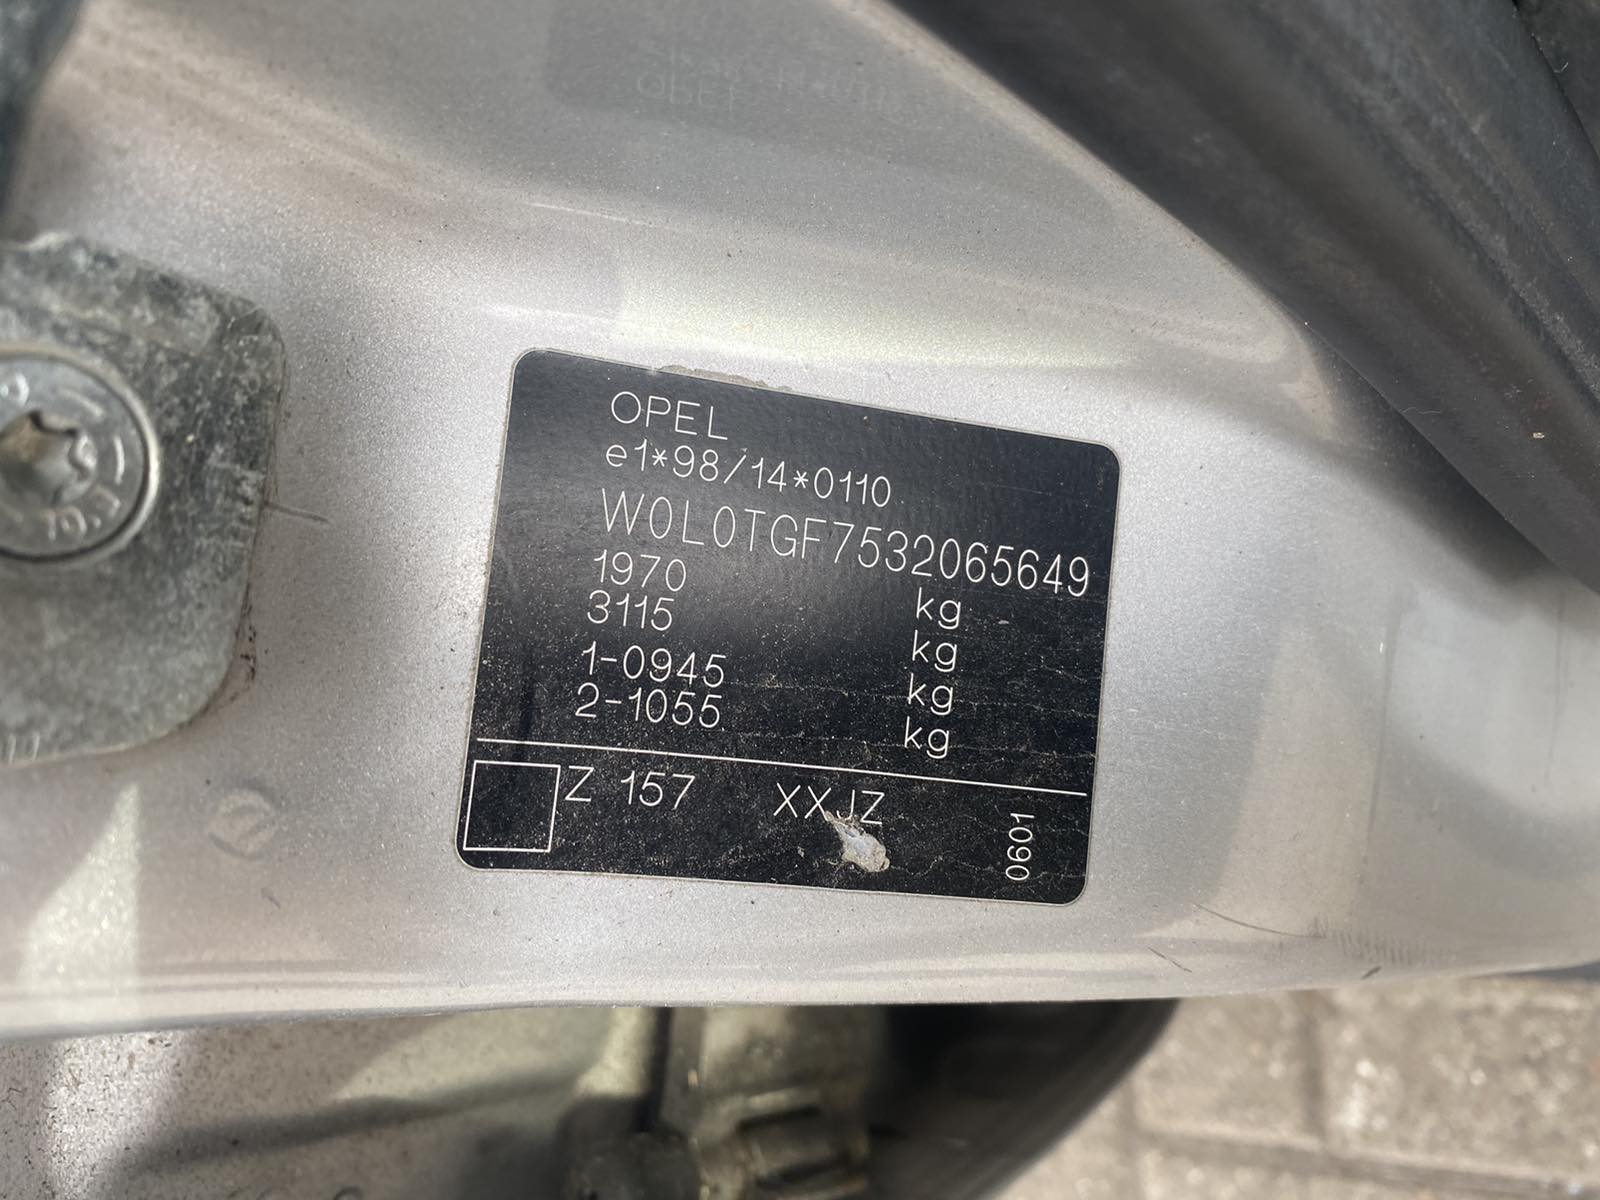 OPEL
e1*98/14*0110
W0L0TGF7532065649
1970 kg
3115 kg
1-0945 kg
2-1055 kg
Z 157 XXJZ
0601